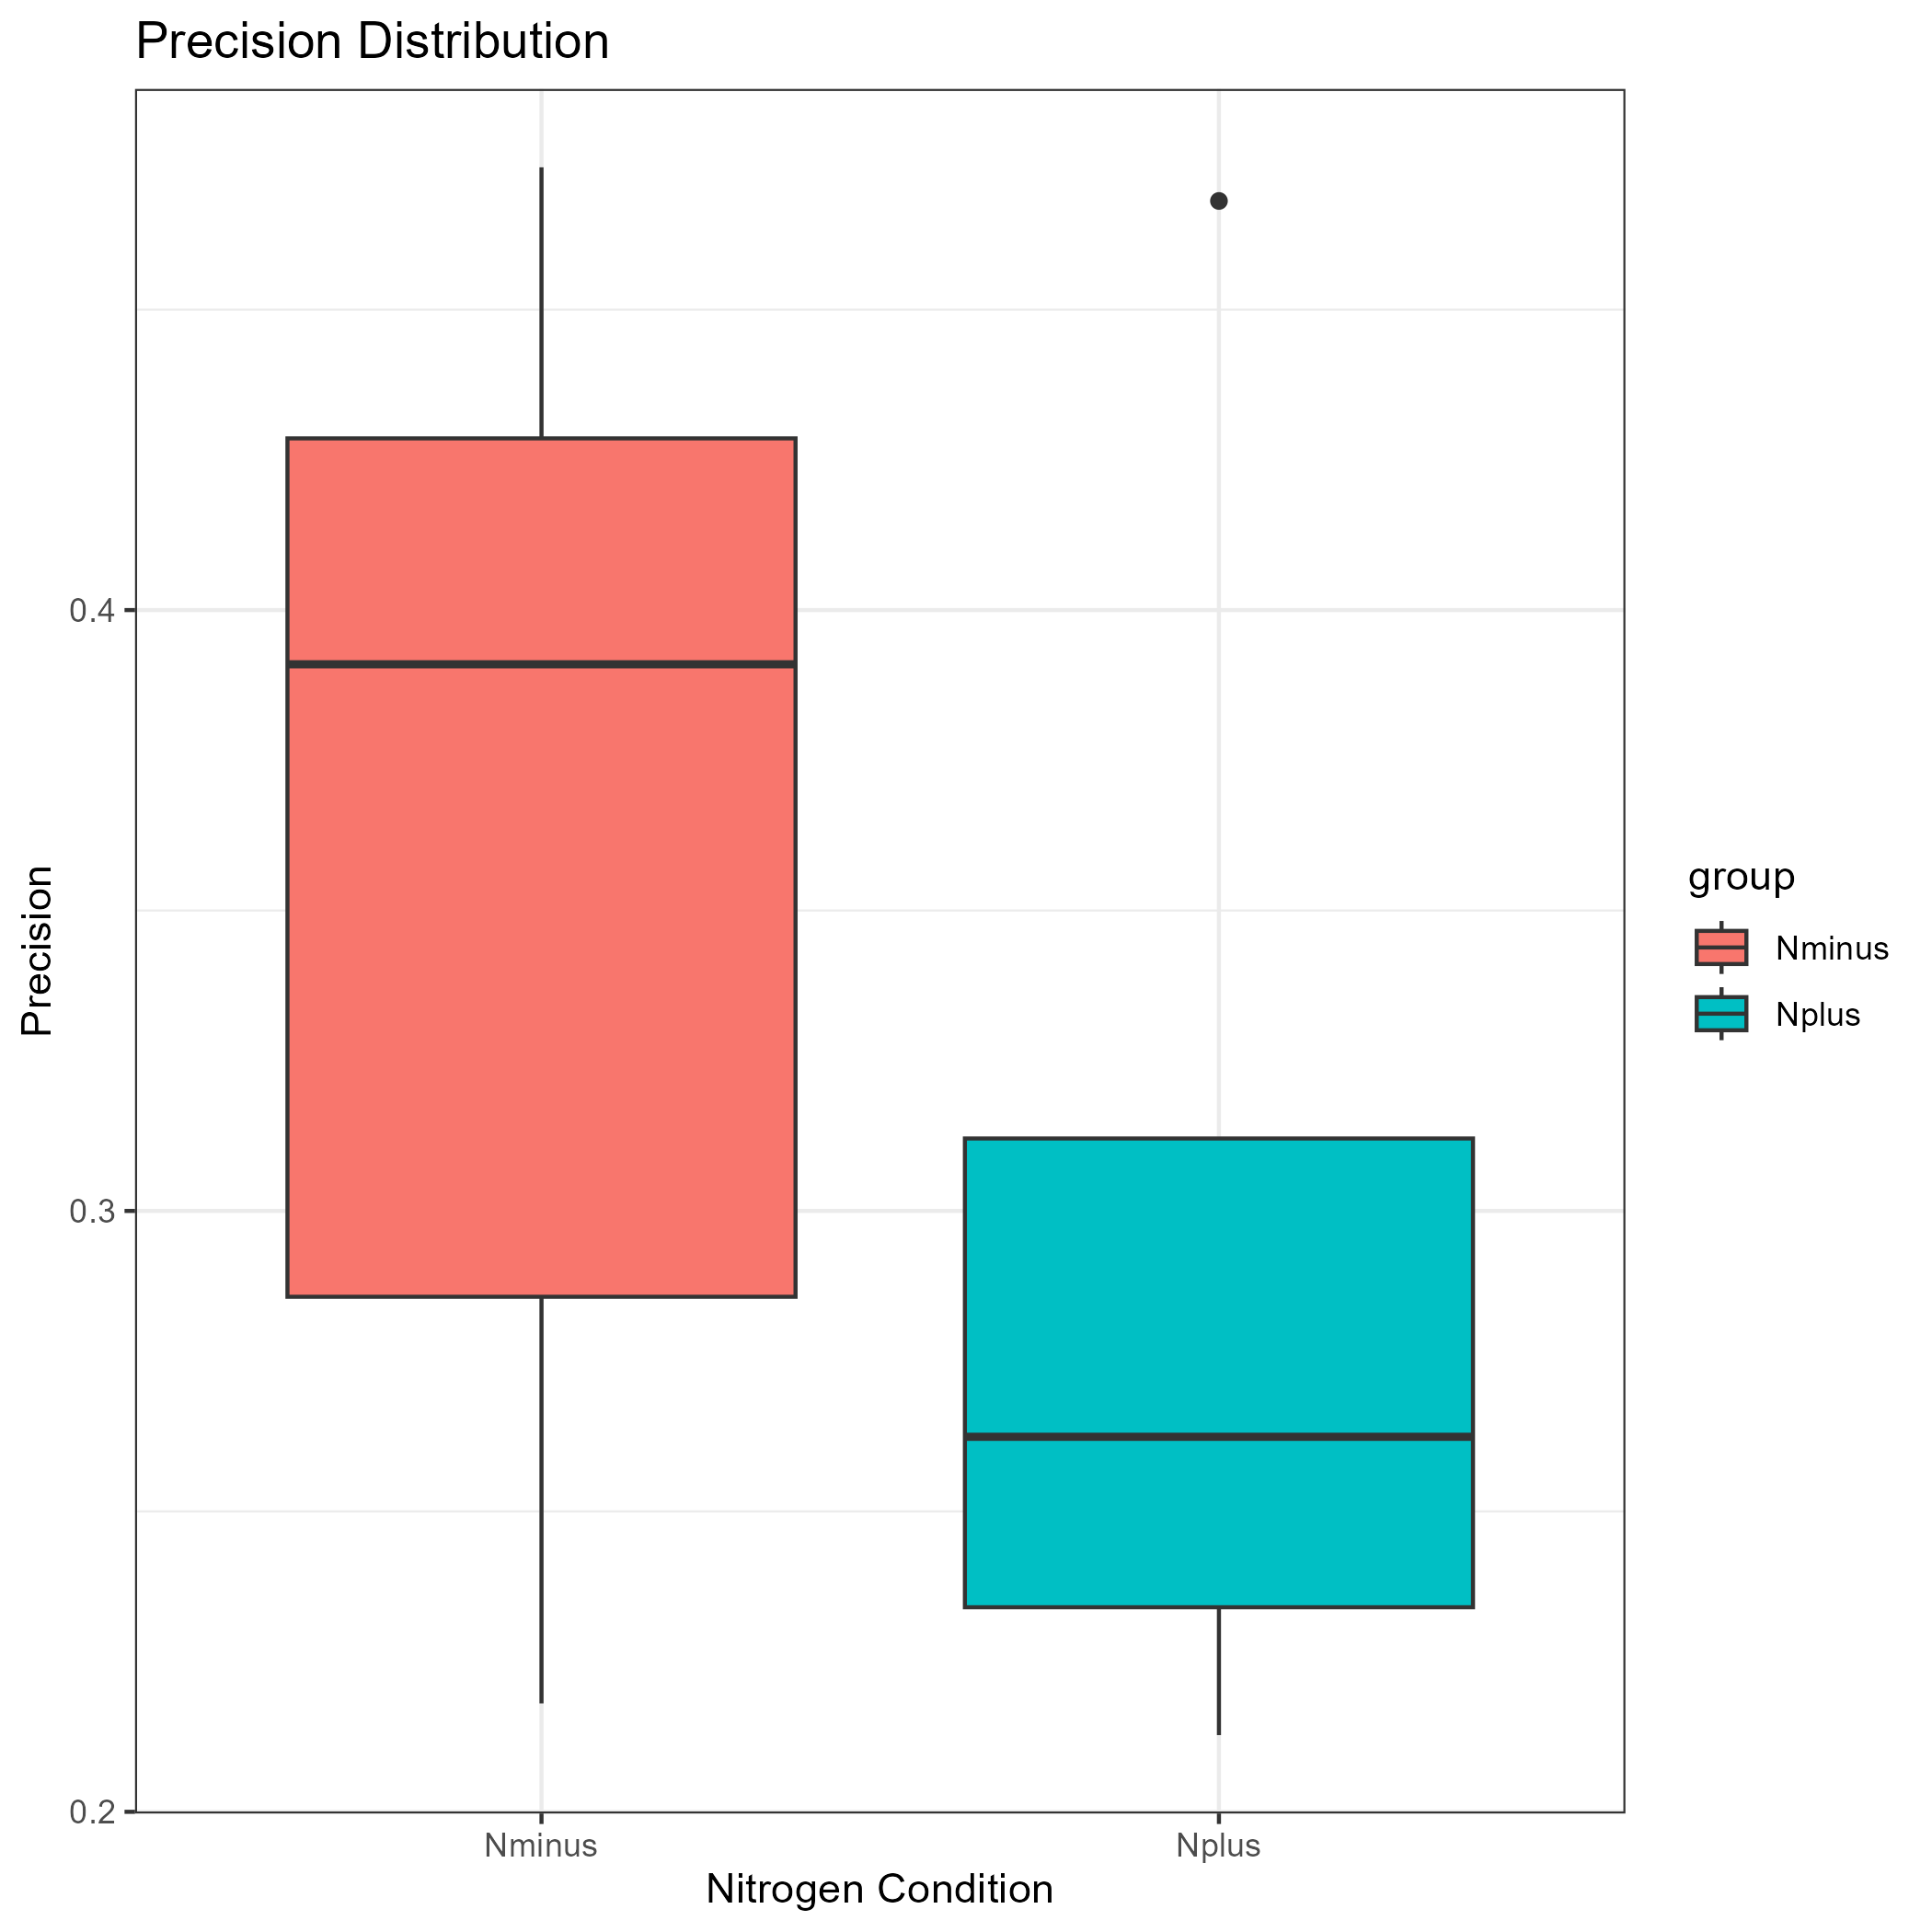 Precision Distribution
Precision
0.4
0.3
0.2
Nminus
Nplus
Nitrogen Condition
group
Nminus
Nplus